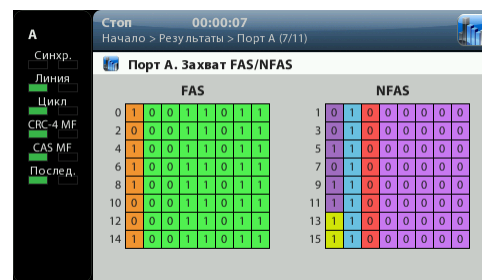 A
Синхр.
Линия
Цикл
CRC-4 MF
CAS MF
Послед.
Стоп 00:00:07
Начало > Результаты > Порт A (7/11)
Порт A. Захват FAS/NFAS
FAS NFAS
0 1 0 0 1 1 0 1 1 1 0 1 0 0 0 0 0 0
2 0 0 0 1 1 0 1 1 3 0 1 0 0 0 0 0 0
4 1 0 0 1 1 0 1 1 5 1 1 0 0 0 0 0 0
6 1 0 0 1 1 0 1 1 7 0 1 0 0 0 0 0 0
8 1 0 0 1 1 0 1 1 9 1 1 0 0 0 0 0 0
10 0 0 0 1 1 0 1 1 11 1 1 0 0 0 0 0 0
12 0 0 0 1 1 0 1 1 13 1 1 0 0 0 0 0 0
14 1 0 0 1 1 0 1 1 15 1 1 0 0 0 0 0 0